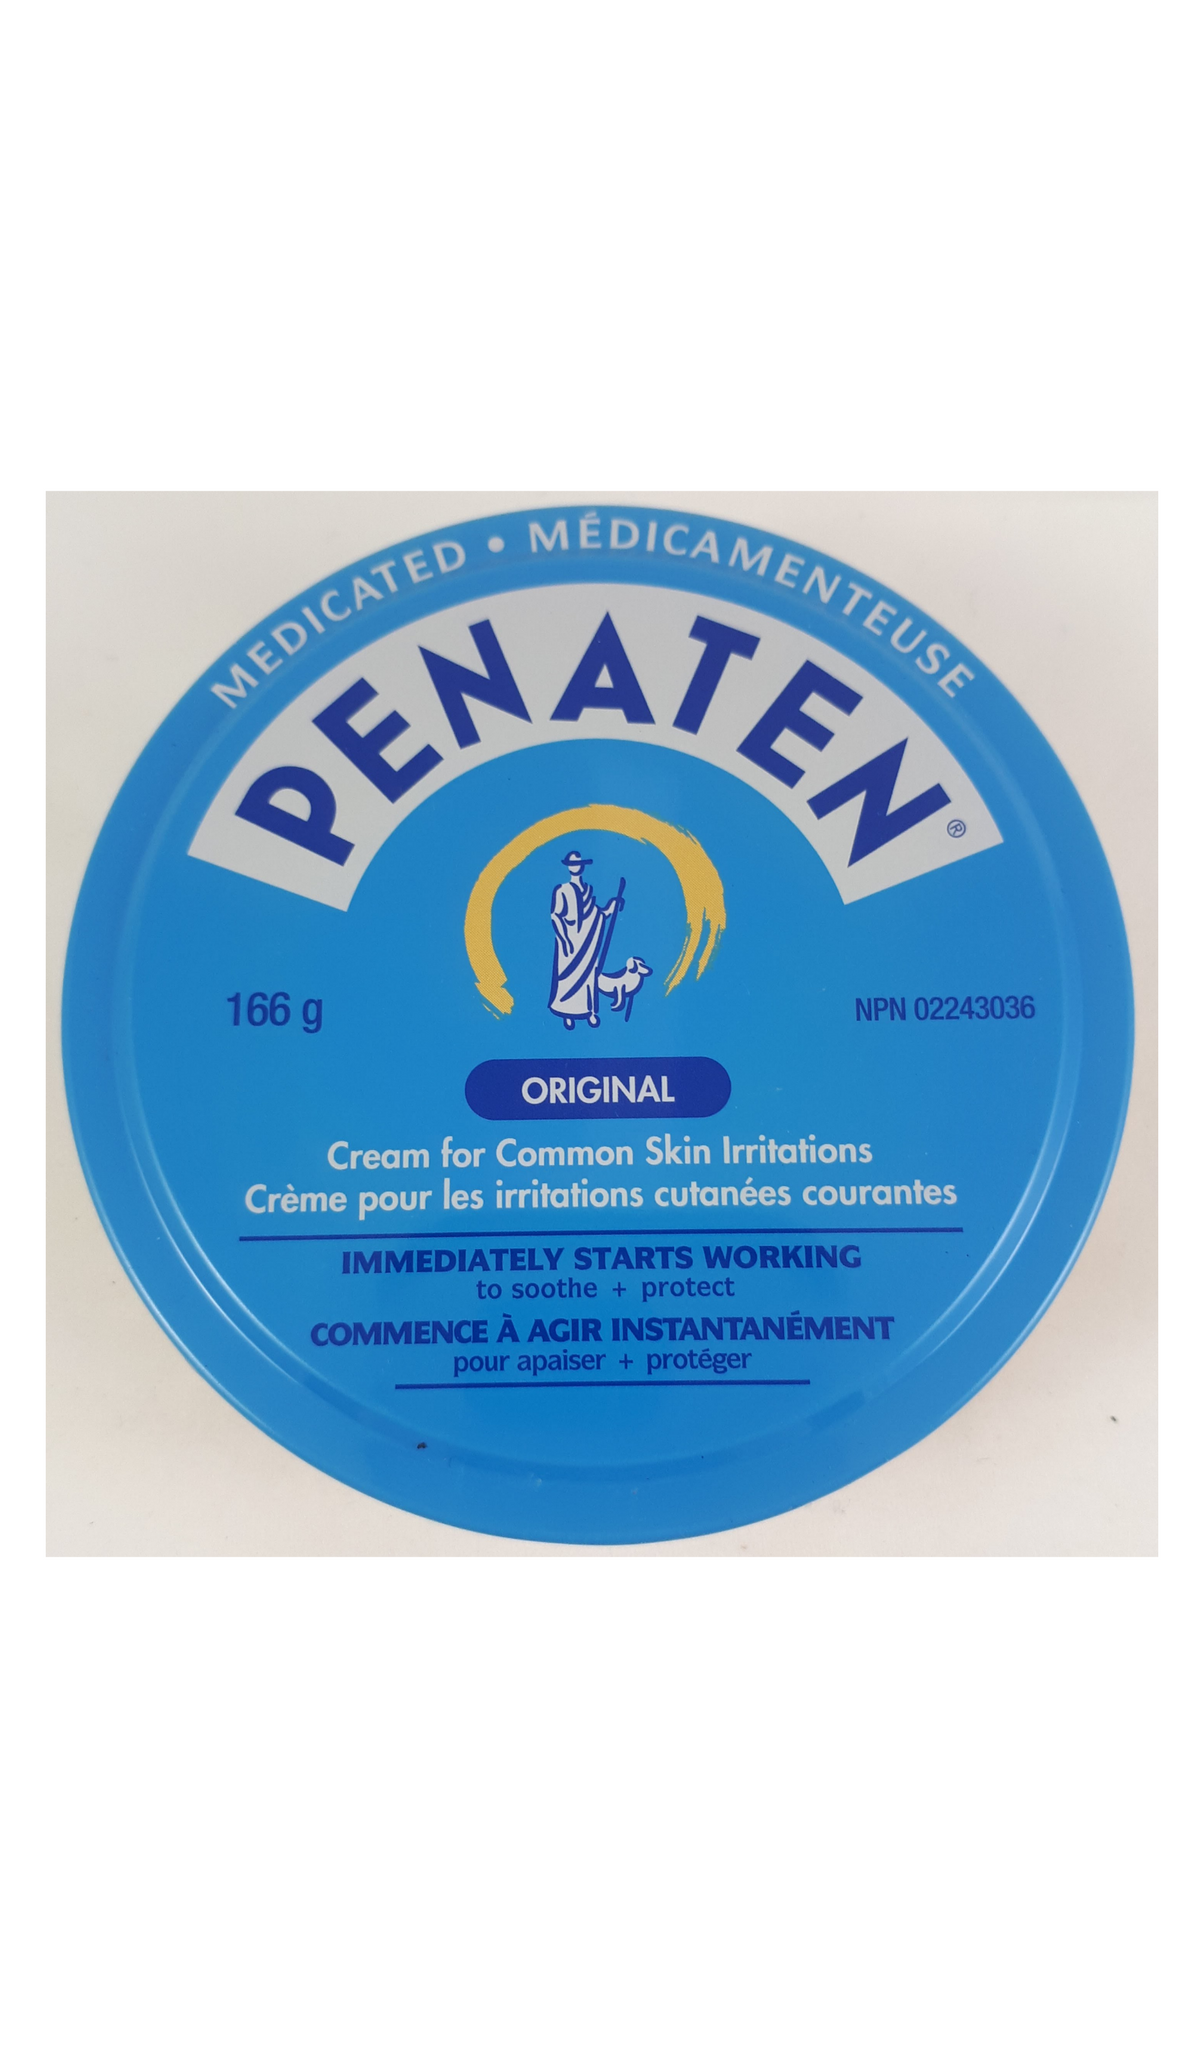 MEDICATED • MÉDICAMENTEUSE
PENATEN®
166 g
NPN 02243036
ORIGINAL
Cream for Common Skin Irritations
Crème pour les irritations cutanées courantes
IMMEDIATELY STARTS WORKING
to soothe + protect
COMMENCE À AGIR INSTANTANÉMENT
pour apaiser + protéger